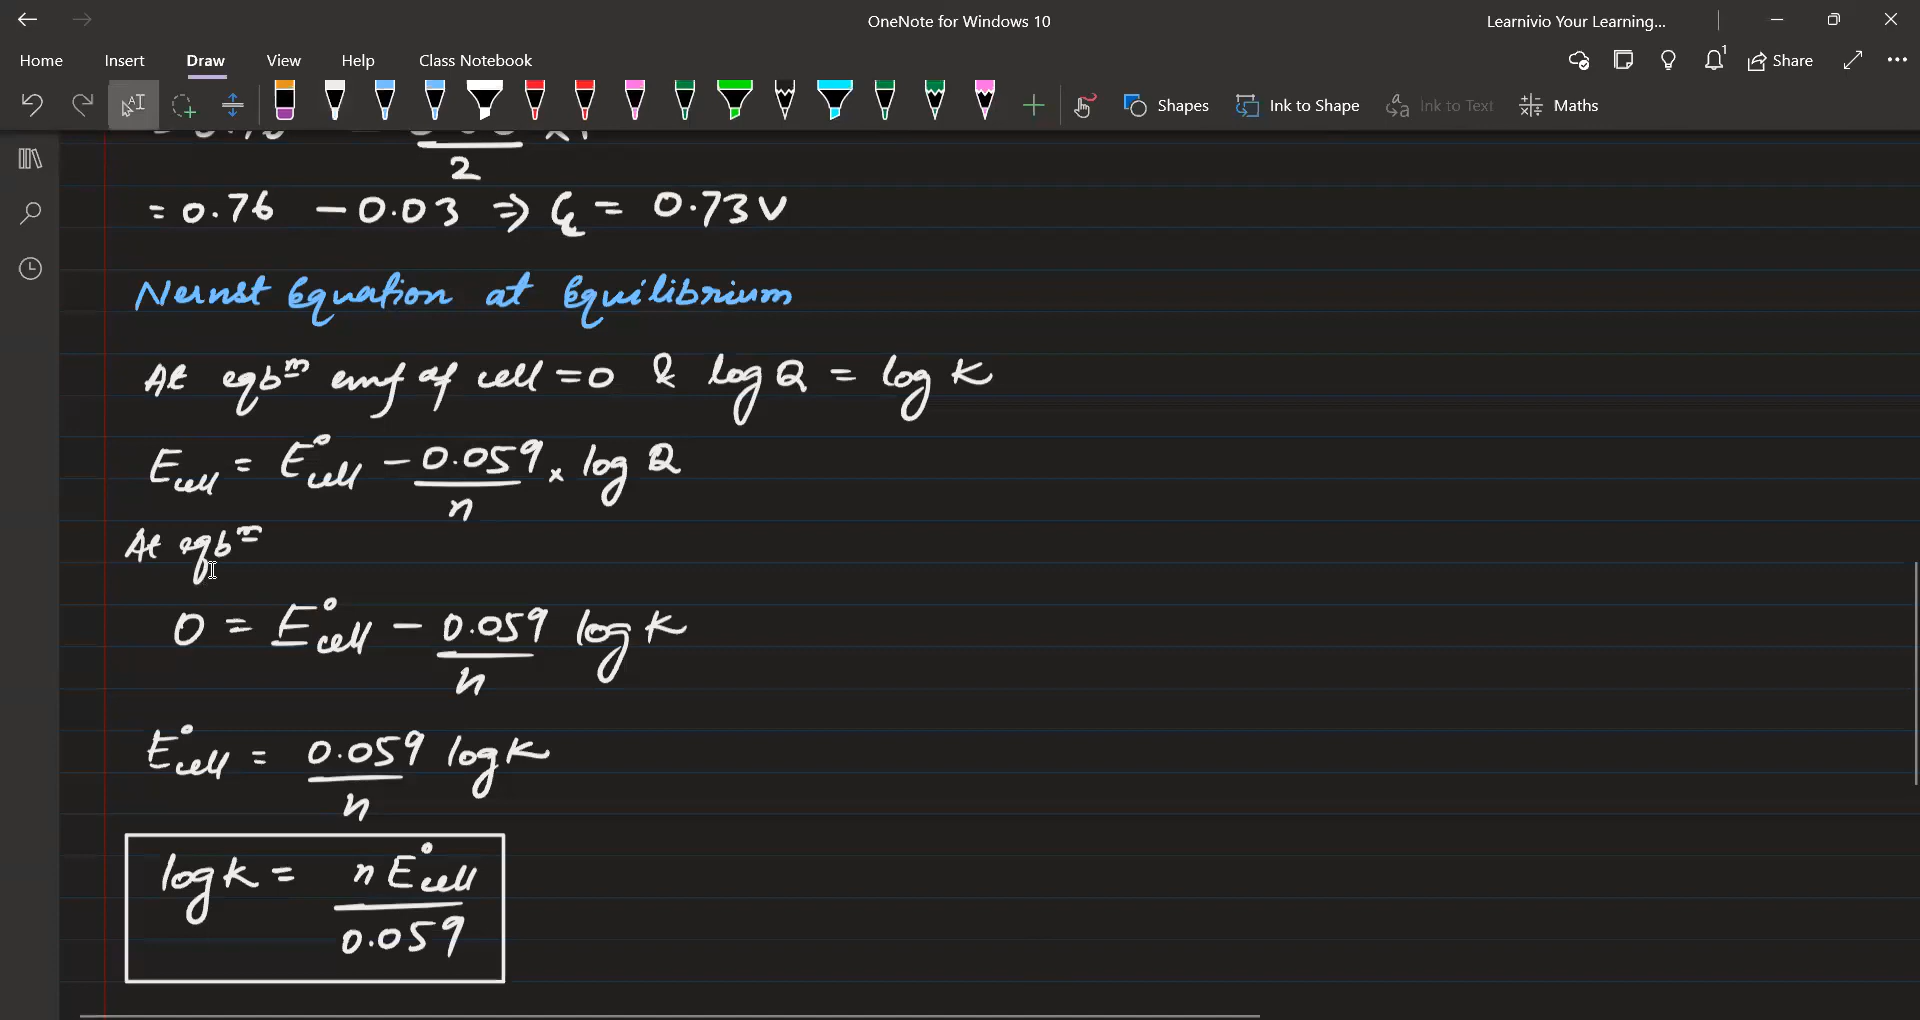 OneNote for Windows 10
Learnivio Your Learning...
Home Insert Draw View Help Class Notebook
1
Share
Shapes Ink to Shape Ink to Text Maths
2
= 0.76 - 0.03 ⇒ = 0.73 V
Nernst Equation at Equilibrium
At eqbm emf of cell = 0 & log Q = log K
Ecell = E°cell - 0.059/n × log Q
At eqbm
0 = E°cell - 0.059/n log K
E°cell = 0.059/n log K
log K = n E°cell/0.059